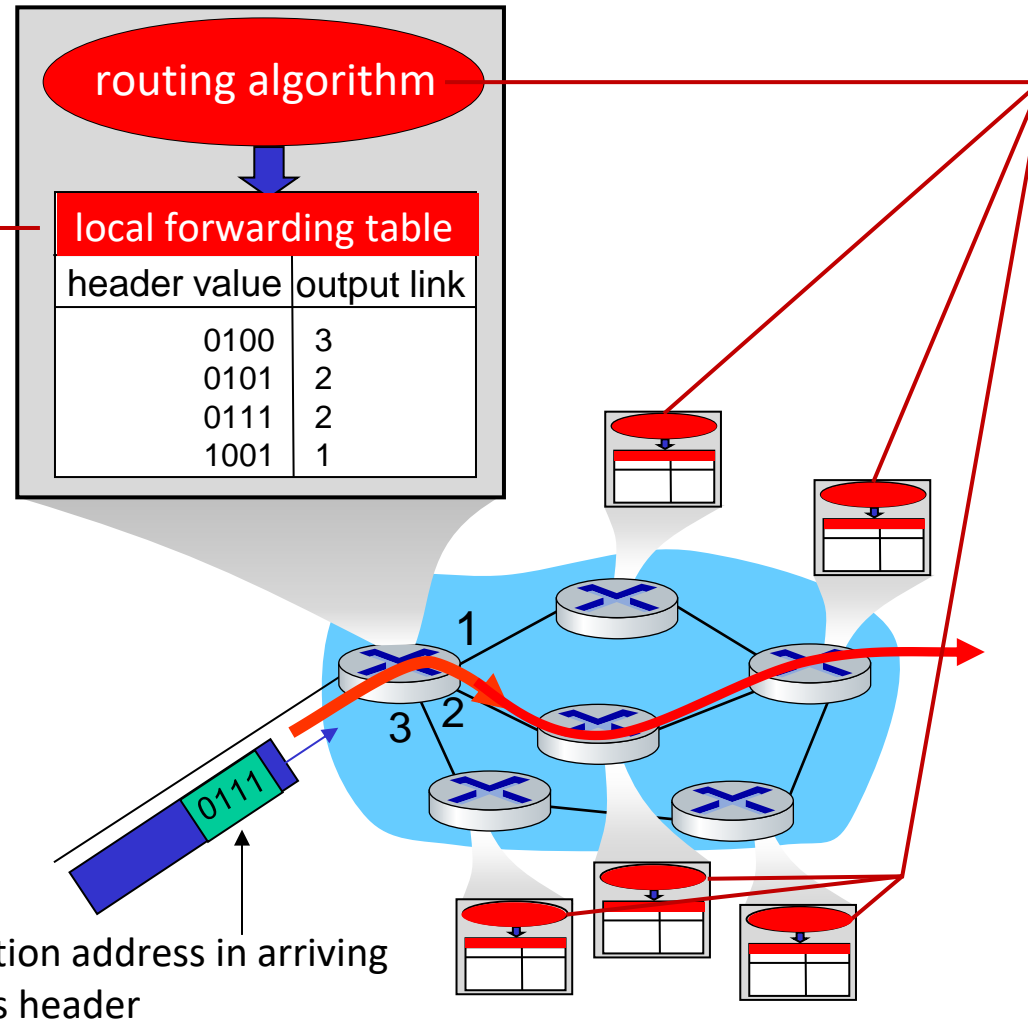 routing algorithm
local forwarding table
header value output link
0100 3
0101 2
0111 2
1001 1
1
2
3
0111
tion address in arriving
s header